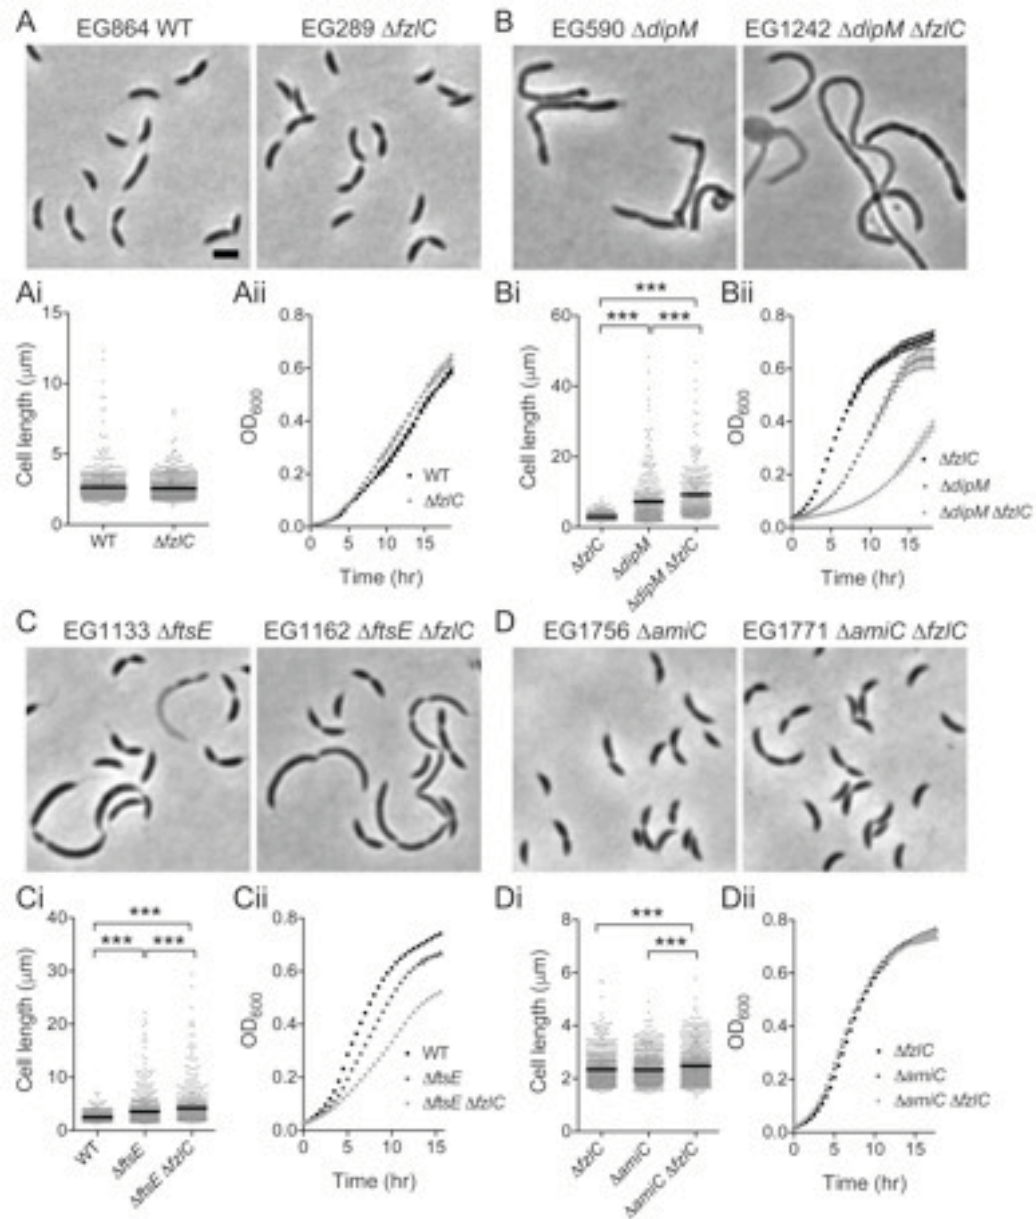 A
EG864 WT
EG289 ΔfzlC
B
EG590 ΔdipM
EG1242 ΔdipM ΔfzlC
Ai
15
10
5
0
Cell length (μm)
WT
ΔfzlC
Aii
0.8
0.6
0.4
0.2
0.0
OD600
0
5
10
15
Time (hr)
WT
ΔfzlC
Bi
***
***
***
60
40
20
0
Cell length (μm)
ΔfzlC
ΔdipM
ΔdipM ΔfzlC
Bii
0.8
0.6
0.4
0.2
0.0
OD600
0
5
10
15
Time (hr)
ΔfzlC
ΔdipM
ΔdipM ΔfzlC
C
EG1133 ΔftsE
EG1162 ΔftsE ΔfzlC
D
EG1756 ΔamiC
EG1771 ΔamiC ΔfzlC
Ci
***
***
***
40
30
20
10
0
Cell length (μm)
WT
ΔftsE
ΔftsE ΔfzlC
Cii
0.8
0.6
0.4
0.2
0.0
OD600
0
5
10
15
Time (hr)
WT
ΔftsE
ΔftsE ΔfzlC
Di
***
***
8
6
4
2
0
Cell length (μm)
ΔfzlC
ΔamiC
ΔamiC ΔfzlC
Dii
0.8
0.6
0.4
0.2
0.0
OD600
0
5
10
15
Time (hr)
ΔfzlC
ΔamiC
ΔamiC ΔfzlC